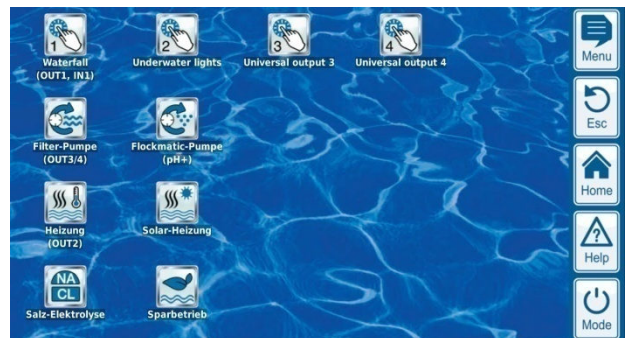 1
2
3
4
Waterfall
(OUT1, IN1)
Underwater lights
Universal output 3
Universal output 4
Filter-Pumpe
(OUT3/4)
Flockmatic-Pumpe
(pH+)
Heizung
(OUT2)
Solar-Heizung
NA
CL
Salz-Elektrolyse
Sparbetrieb
Menu
Esc
Home
?
Help
Mode